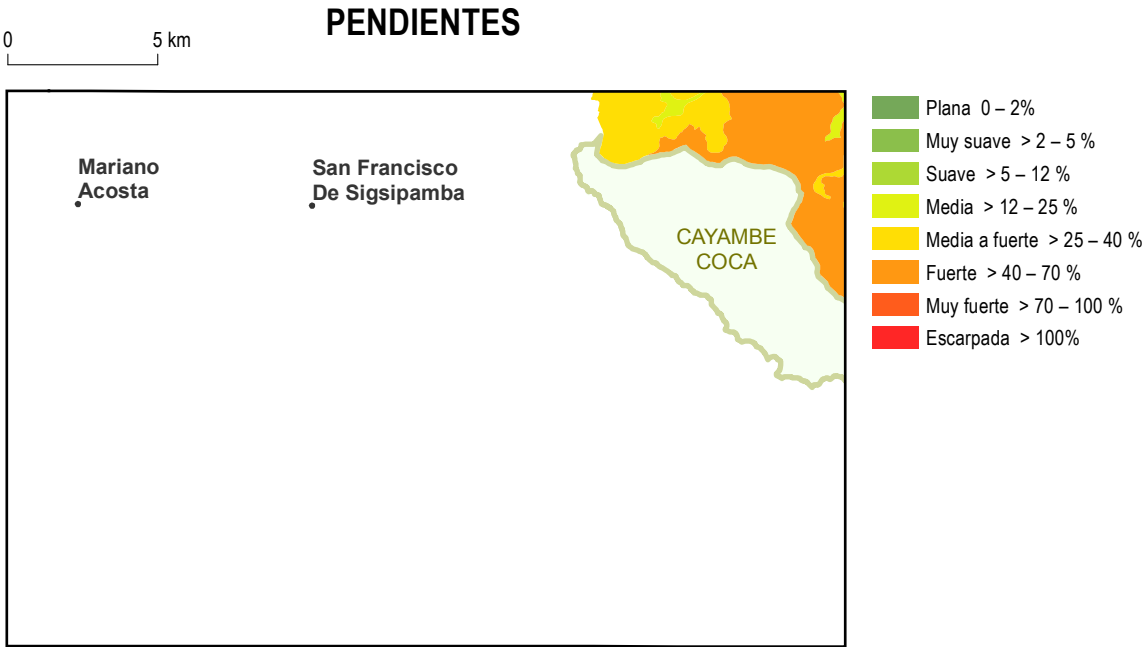 PENDIENTES
0 5 km
Mariano
Acosta
San Francisco
De Sigsipamba
CAYAMBE
COCA
Plana 0 – 2%
Muy suave > 2 – 5 %
Suave > 5 – 12 %
Media > 12 – 25 %
Media a fuerte > 25 – 40 %
Fuerte > 40 – 70 %
Muy fuerte > 70 – 100 %
Escarpada > 100%